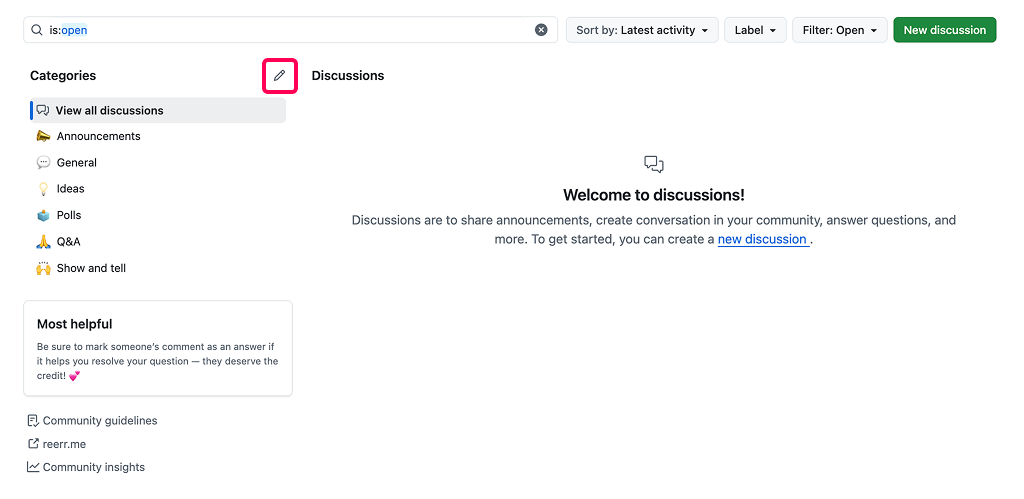 is:open
Sort by: Latest activity
Label
Filter: Open
New discussion
Categories
Discussions
View all discussions
Announcements
General
Ideas
Polls
Q&A
Show and tell
Welcome to discussions!
Discussions are to share announcements, create conversation in your community, answer questions, and
more. To get started, you can create a new discussion .
Most helpful
Be sure to mark someone's comment as an answer if
it helps you resolve your question — they deserve the
credit! 💞
Community guidelines
reerr.me
Community insights